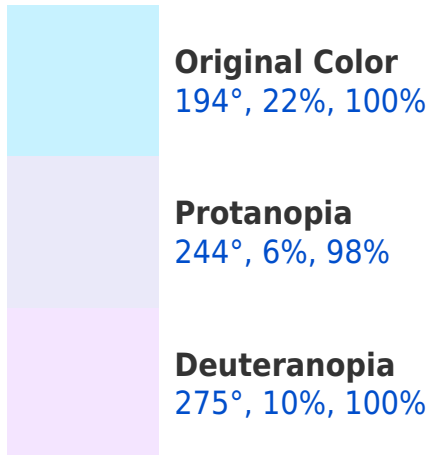 Original Color
194°, 22%, 100%
Protanopia
244°, 6%, 98%
Deuteranopia
275°, 10%, 100%